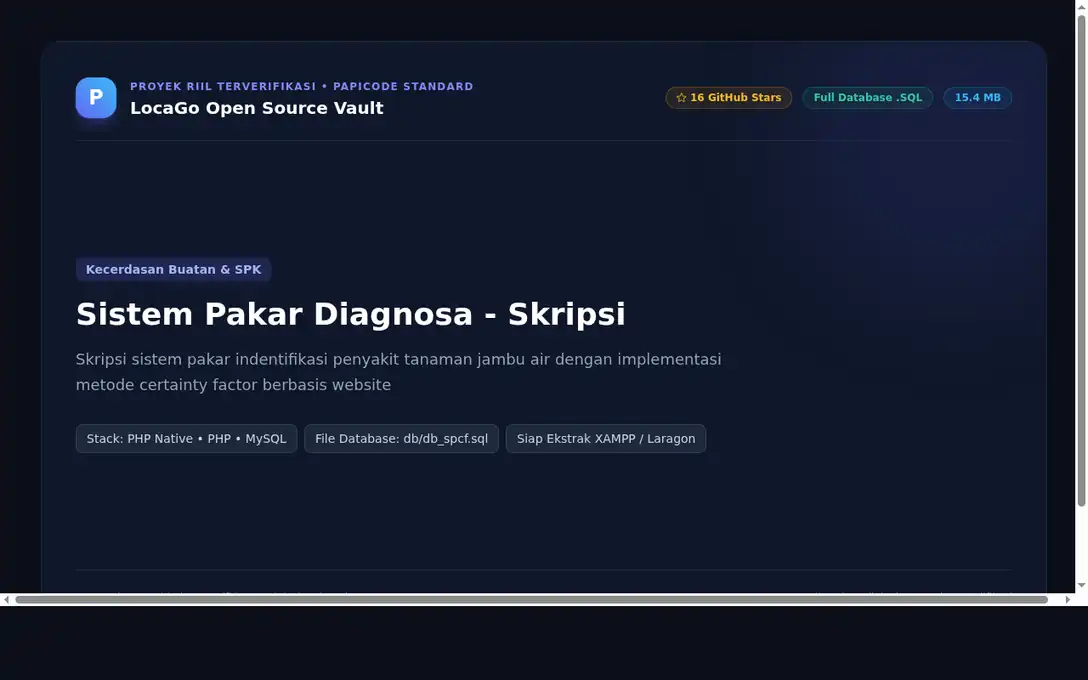 P
PROYEK RIIL TERVERIFIKASI • PAPICODE STANDARD
LocaGo Open Source Vault
☆ 16 GitHub Stars
Full Database .SQL
15.4 MB
Kecerdasan Buatan & SPK
Sistem Pakar Diagnosa - Skripsi
Skripsi sistem pakar indentifikasi penyakit tanaman jambu air dengan implementasi
metode certainty factor berbasis website
Stack: PHP Native • PHP • MySQL
File Database: db/db_spcf.sql
Siap Ekstrak XAMPP / Laragon